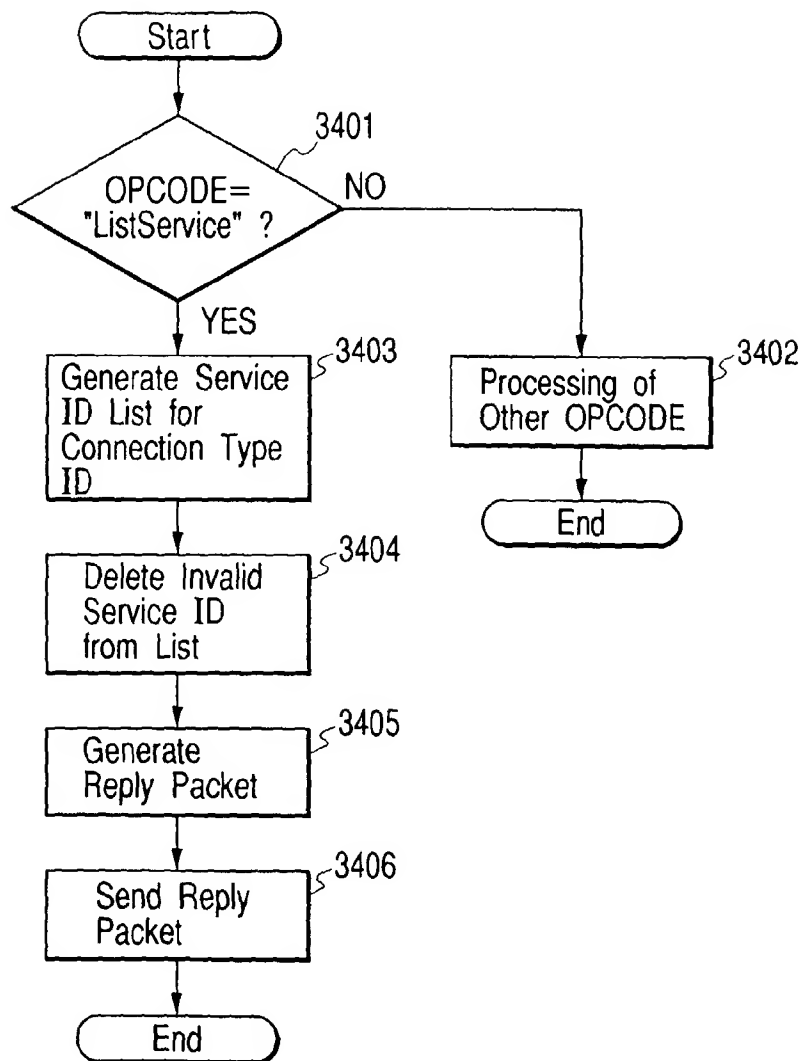 Start
3401
OPCODE=
"ListService" ?
NO
YES
3403
Generate Service
ID List for
Connection Type
ID
3402
Processing of
Other OPCODE
End
3404
Delete Invalid
Service ID
from List
3405
Generate
Reply Packet
3406
Send Reply
Packet
End